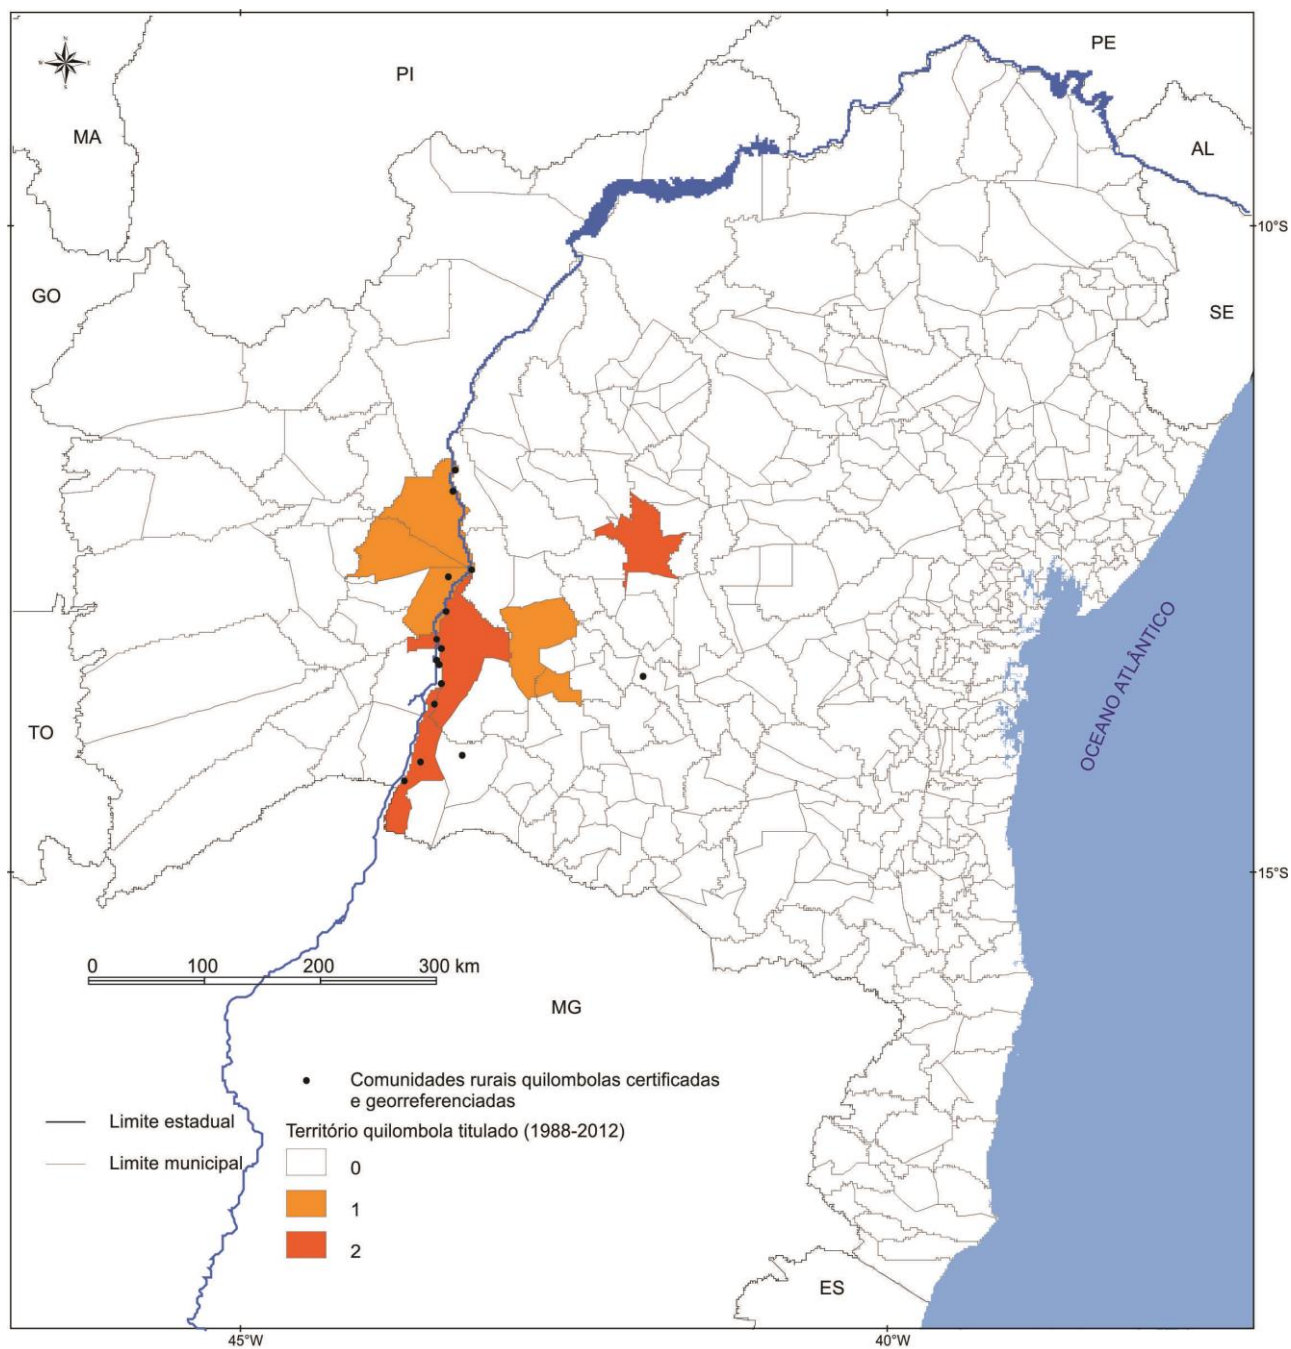 N
W
E
S
PI
PE
MA
AL
10°S
GO
SE
OCEANO ATLÂNTICO
TO
15°S
0 100 200 300 km
MG
Comunidades rurais quilombolas certificadas
e georreferenciadas
Limite estadual
Território quilombola titulado (1988-2012)
Limite municipal
0
1
2
ES
45°W
40°W